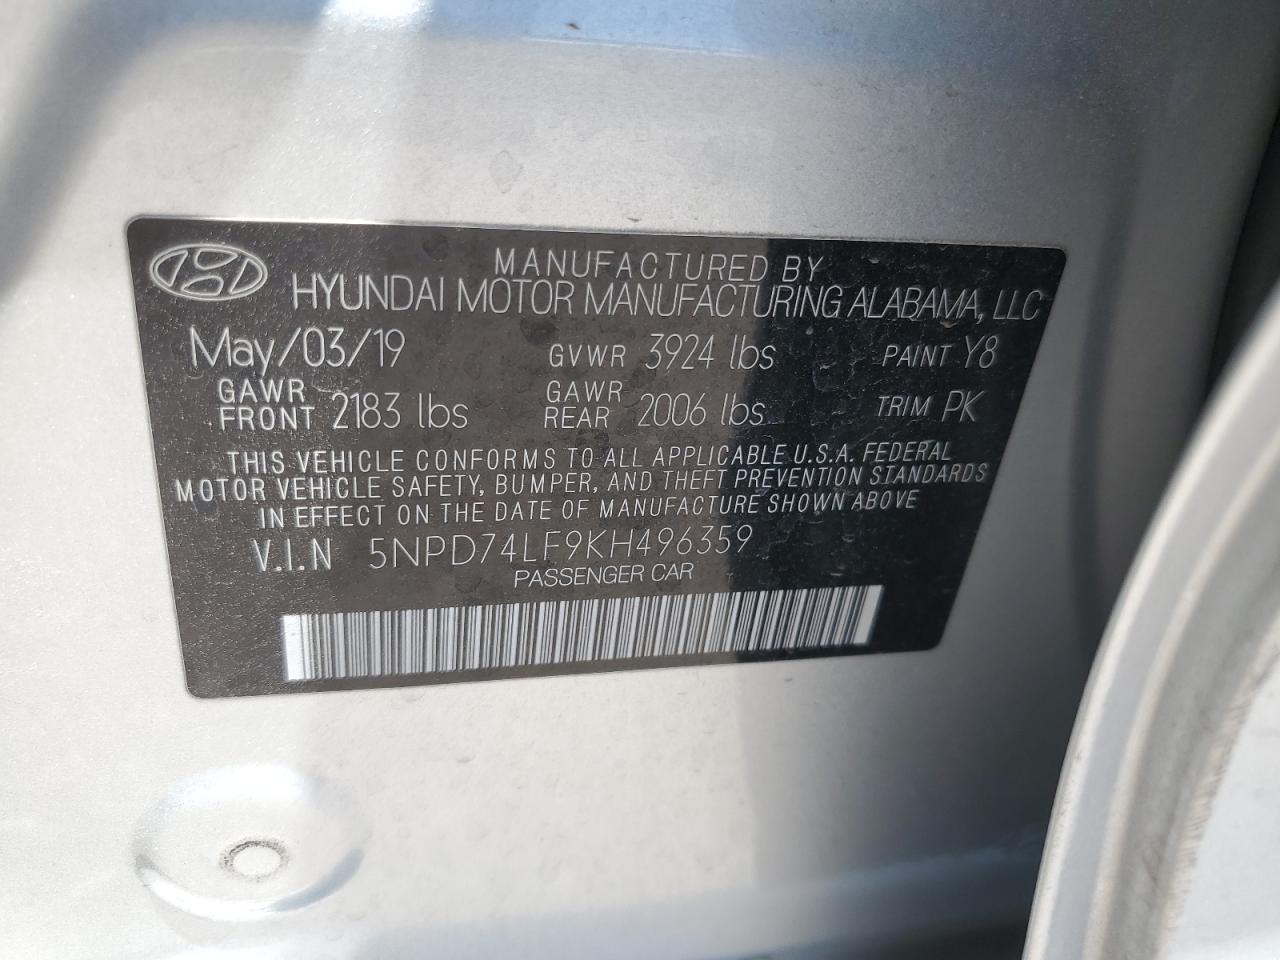 MANUFACTURED BY
HYUNDAI MOTOR MANUFACTURING ALABAMA, LLC
May/03/19 GVWR 3924 lbs PAINT Y8
GAWR FRONT 2183 lbs GAWR REAR 2006 lbs TRIM PK
THIS VEHICLE CONFORMS TO ALL APPLICABLE U.S.A. FEDERAL
MOTOR VEHICLE SAFETY, BUMPER, AND THEFT PREVENTION STANDARDS
IN EFFECT ON THE DATE OF MANUFACTURE SHOWN ABOVE
V.I.N 5NPD74LF9KH496359
PASSENGER CAR